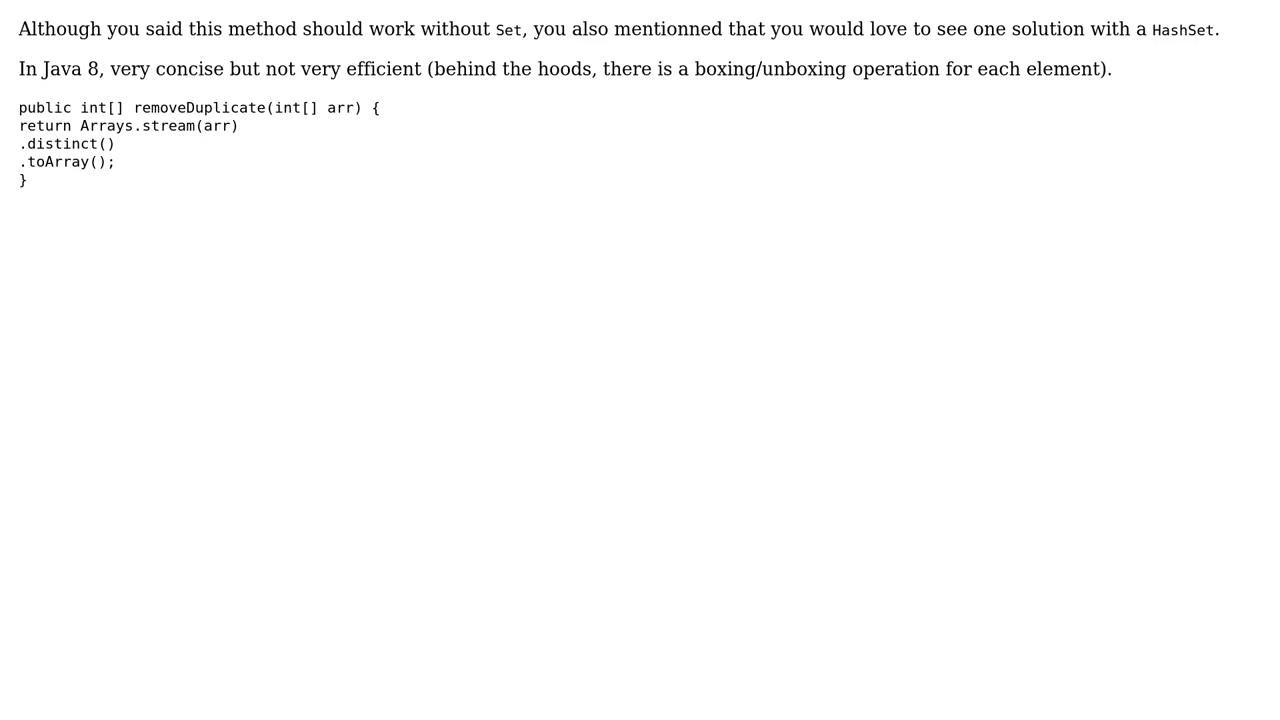 Although you said this method should work without Set, you also mentionned that you would love to see one solution with a HashSet.
In Java 8, very concise but not very efficient (behind the hoods, there is a boxing/unboxing operation for each element).
public int[] removeDuplicate(int[] arr) {
return Arrays.stream(arr)
.distinct()
.toArray();
}